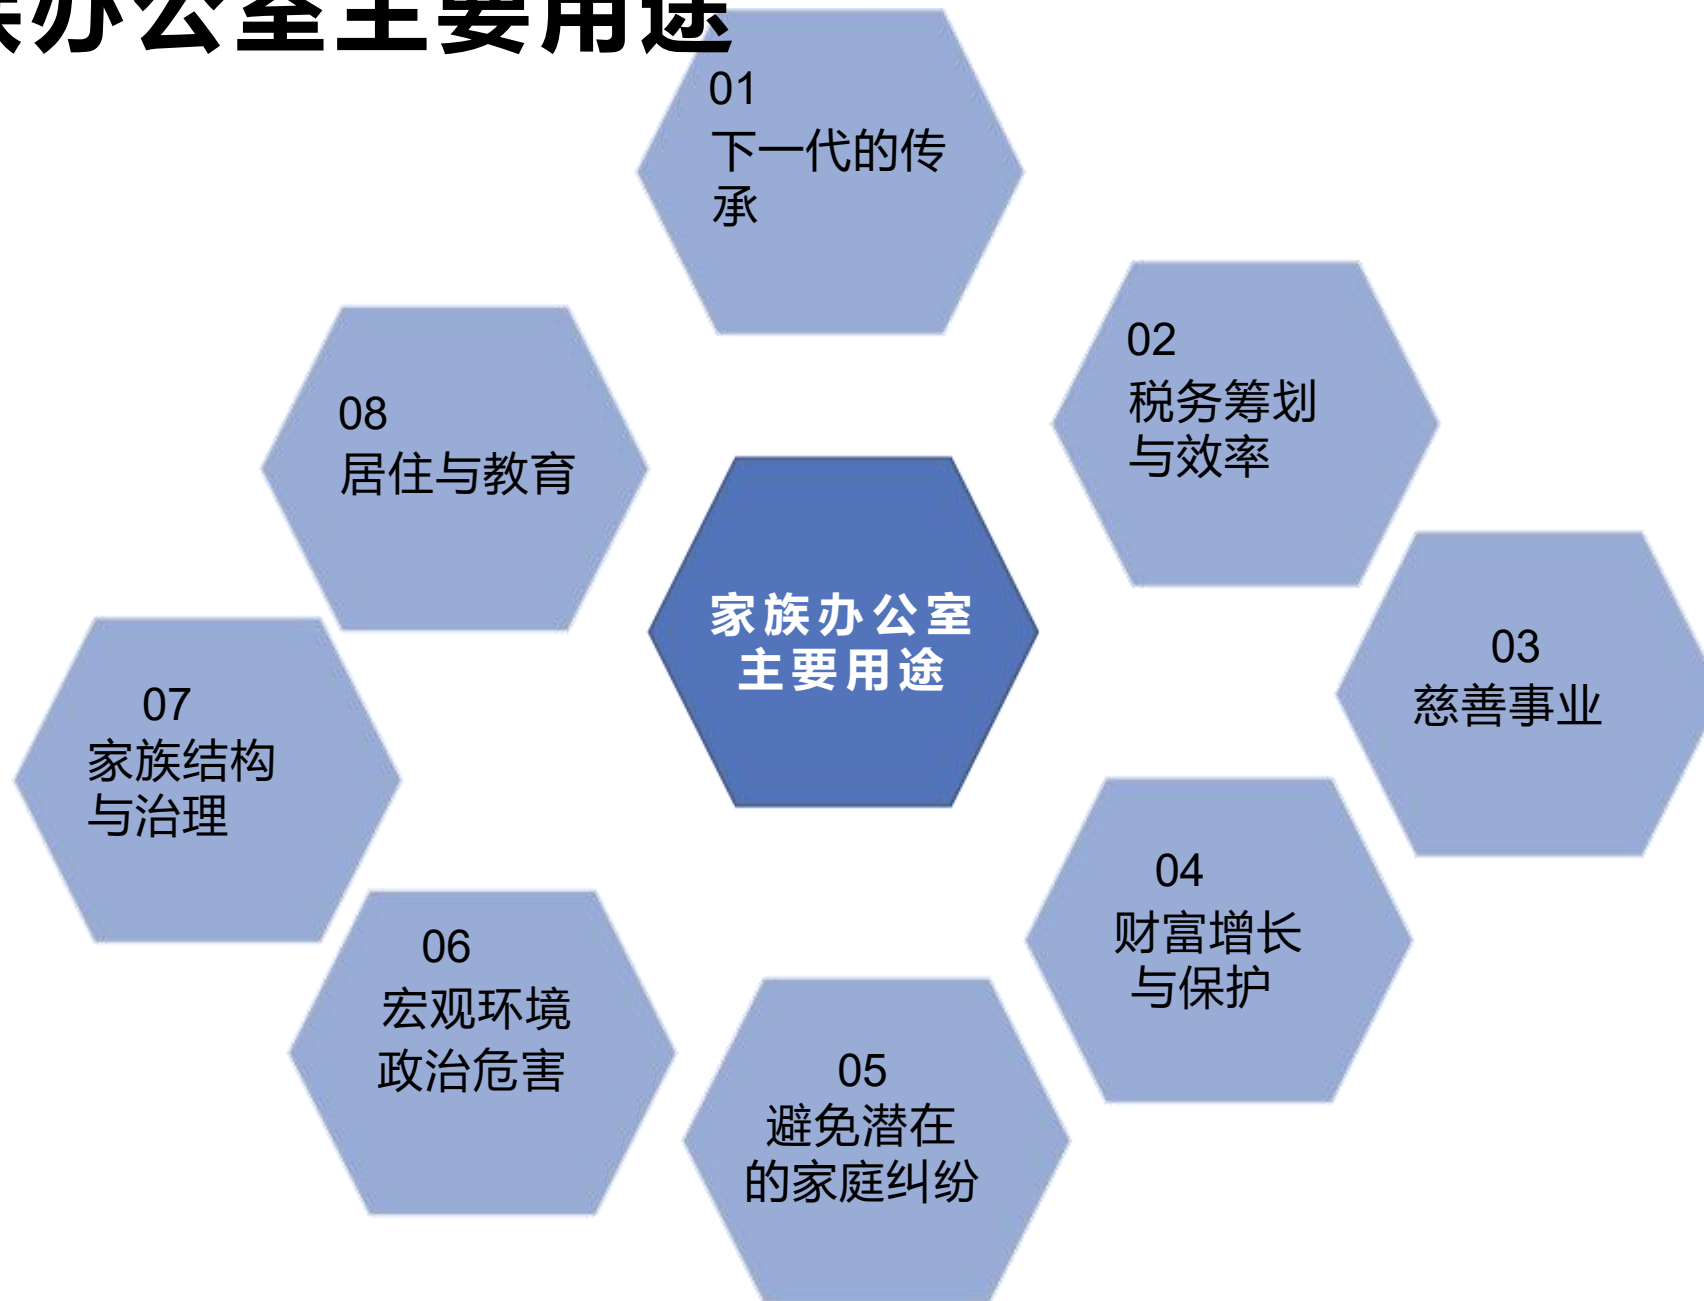 族办公室主要用途
01
下一代的传
承
02
税务筹划
与效率
03
慈善事业
04
财富增长
与保护
05
避免潜在
的家庭纠纷
06
宏观环境
政治危害
07
家族结构
与治理
08
居住与教育
家族办公室
主要用途